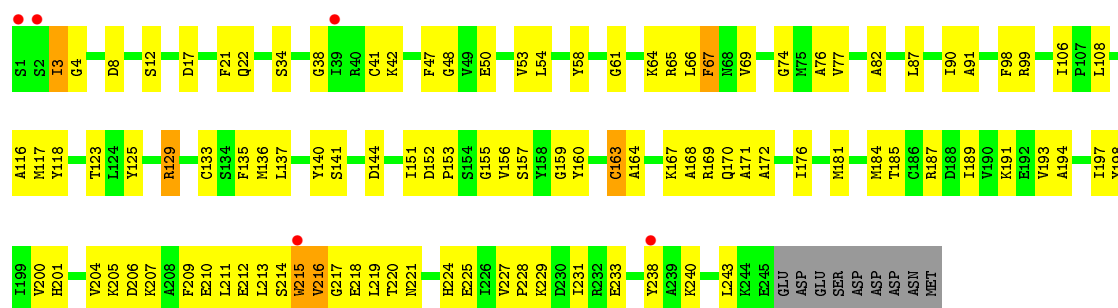 S1 S2 I3 G4 D8 S12 D17 F21 Q22 S34 G38 I39 R40 C41 K42 F47 G48 V49 E50 V53 L54 Y58 G61 K64 R65 L66 F67 N68 V69 G74 M75 A76 V77 A82 L87 I90 A91 F98 R99 I106 P107 L108
A116 M117 Y118 T123 L124 Y125 R129 C133 S134 F135 M136 L137 Y140 S141 D144 I151 D152 P153 S154 G155 V156 S157 Y158 G159 Y160 C163 A164 K167 A168 R169 Q170 A171 A172 I176 M181 M184 T185 C186 R187 D188 I189 V190 K191 E192 V193 A194 I197 Y198
I199 V200 H201 V204 K205 D206 K207 A208 F209 E210 L211 E212 L213 S214 W215 V216 G217 E218 L219 T220 N221 H224 E225 I226 V227 P228 K229 D230 I231 R232 E233 Y238 A239 K240 L243 K244 E245 GLU ASP GLU SER ASP ASP ASP ASN MET